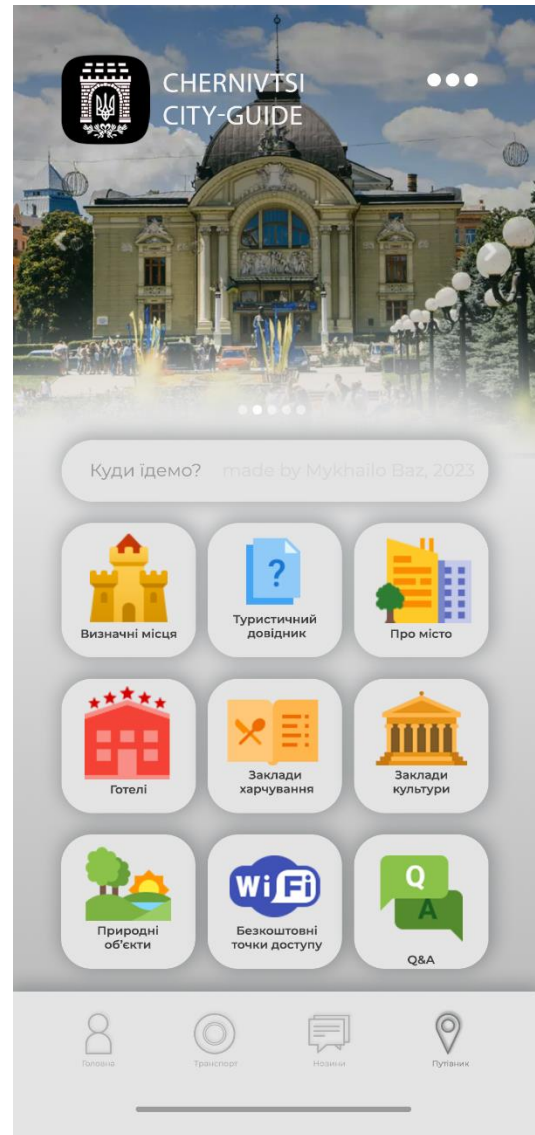 CHERNIVTSI
CITY-GUIDE
Куди їдемо? made by Mykhailo Baz, 2023
Визначні місця
Туристичний
довідник
Про місто
?
Готелі
Заклади
харчування
Заклади
культури
Природні
об'єкти
WiFi
Безкоштовні
точки доступу
Q
A
Q&A
Головна
Транспорт
Новини
Путівник